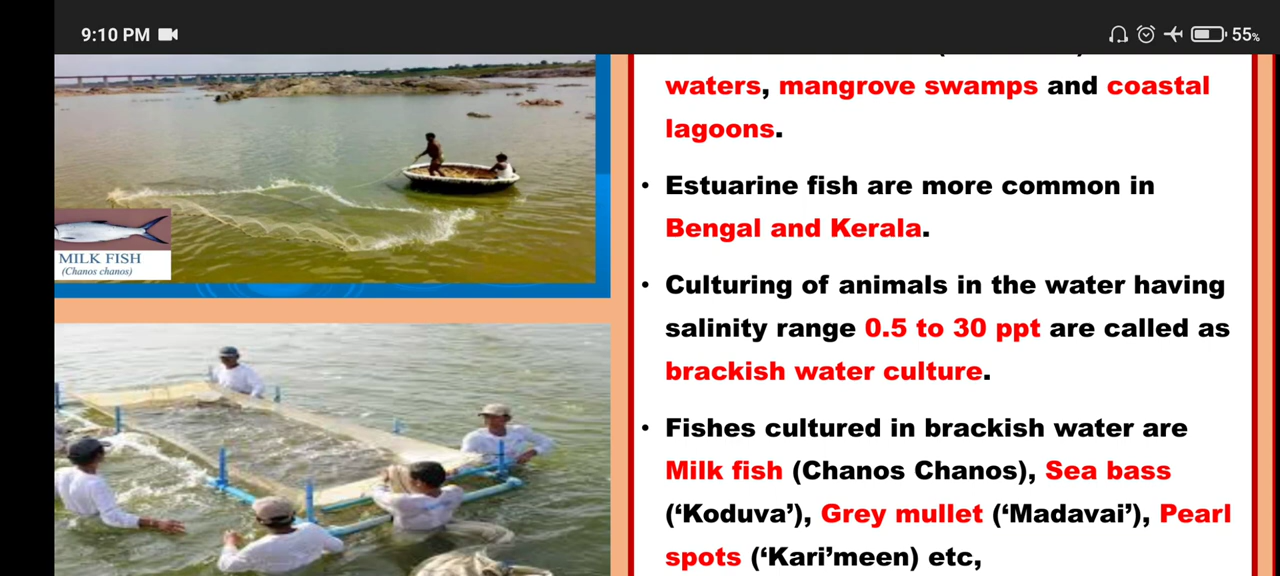 9:10 PM
55%
waters, mangrove swamps and coastal
lagoons.
• Estuarine fish are more common in
Bengal and Kerala.
• Culturing of animals in the water having
salinity range 0.5 to 30 ppt are called as
brackish water culture.
• Fishes cultured in brackish water are
Milk fish (Chanos Chanos), Sea bass
(‘Koduva’), Grey mullet (‘Madavai’), Pearl
spots (‘Kari’meen) etc,
MILK FISH
(Chanos chanos)